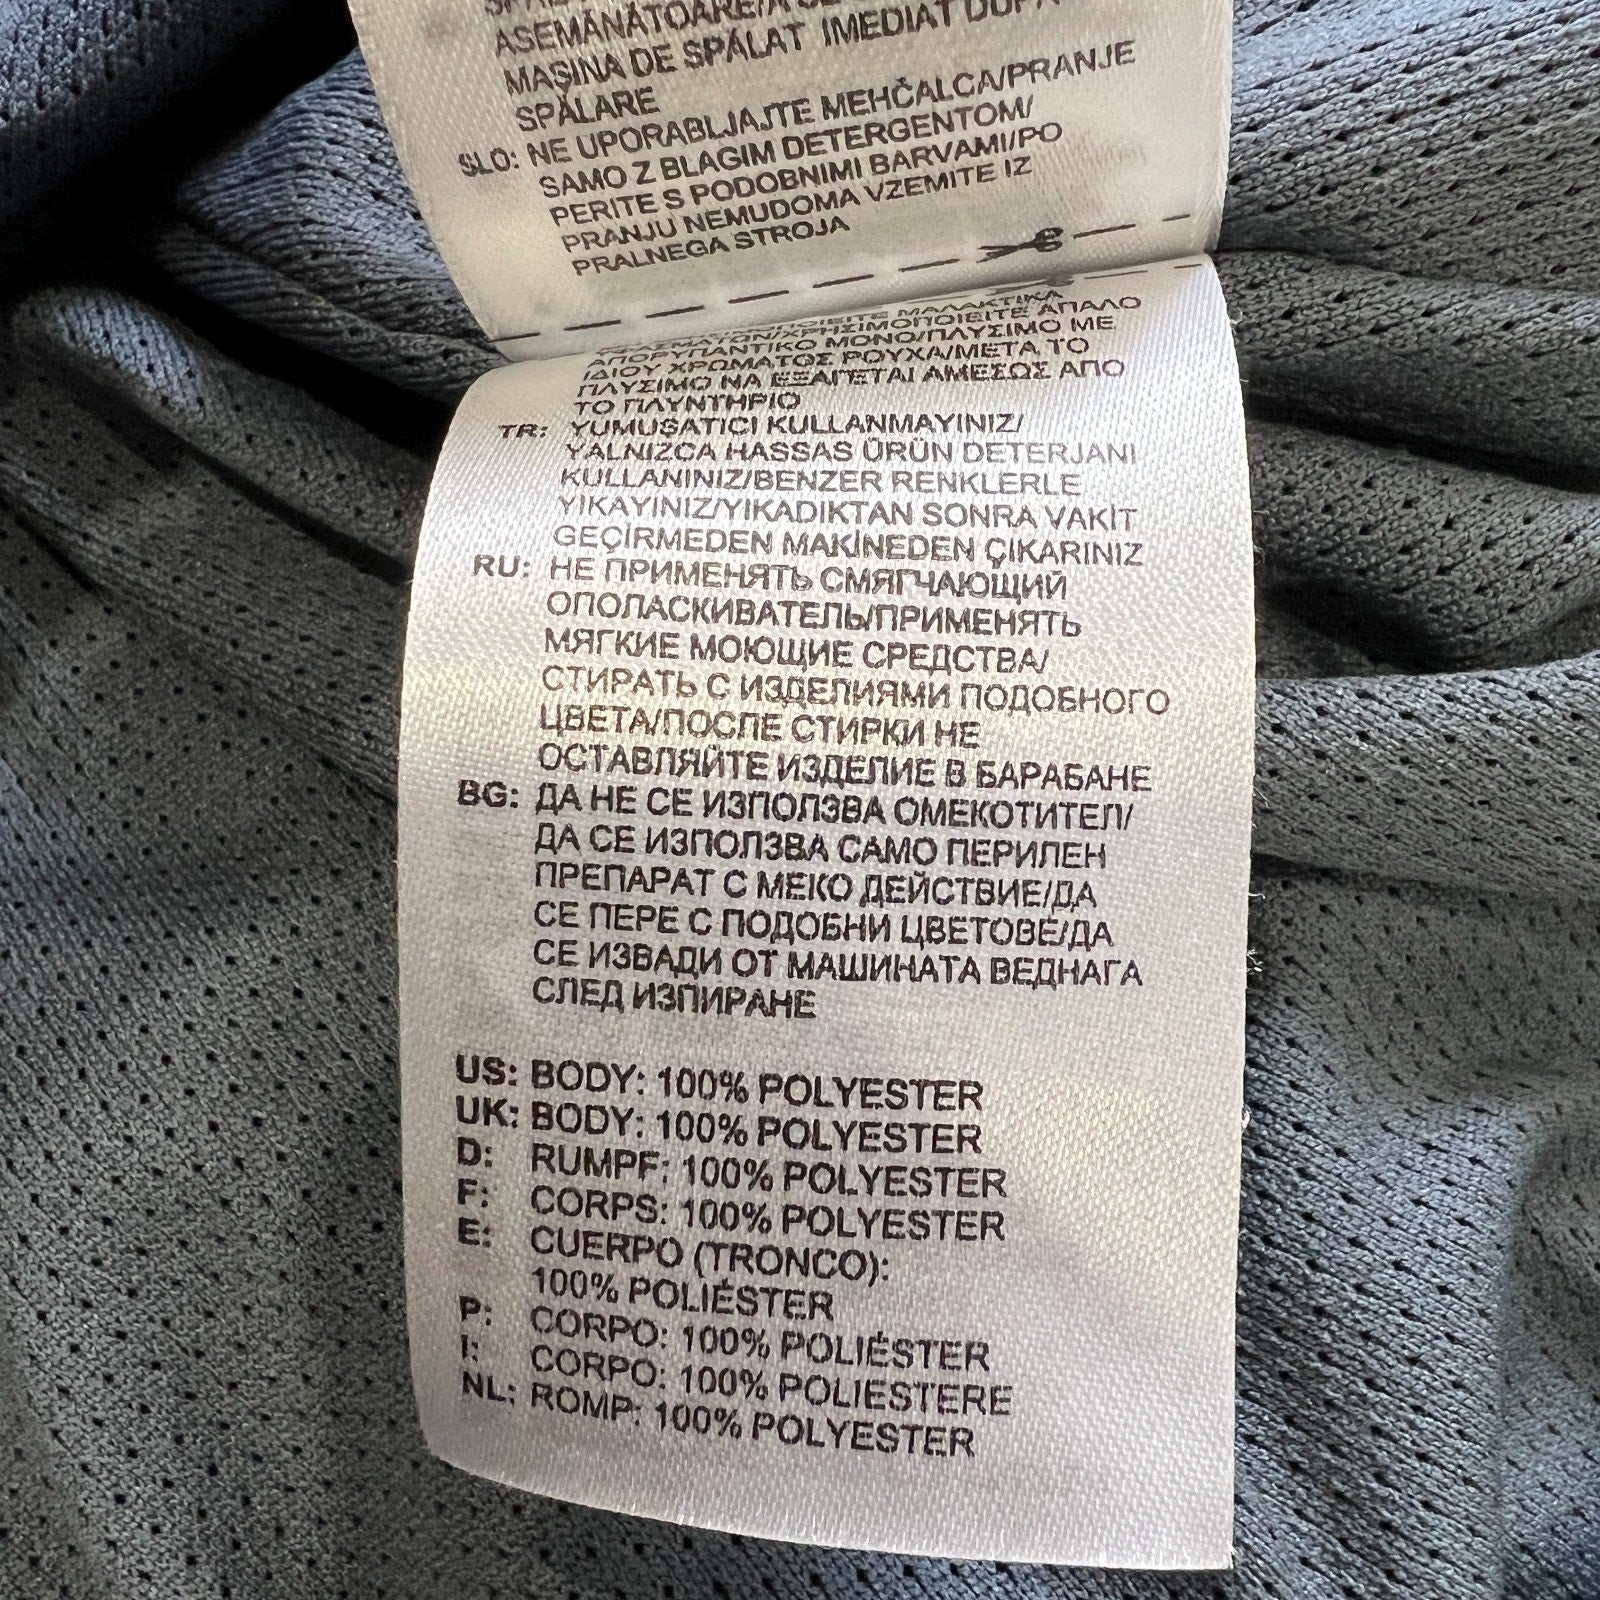 ASEMĂNĂTOARE/A SE
MAŞINA DE SPĂLAT IMEDIAT DUPĂ
SPĂLARE
SLO: NE UPORABLJAJTE MEHČALCA/PRANJE
SAMO Z BLAGIM DETERGENTOM/
PERITE S PODOBNIMI BARVAMI/PO
PRANJU NEMUDOMA VZEMITE IZ
PRALNEGA STROJA
ΜΑΛΑΚΤΙΚΑ
ΥΦΑΣΜΑΤΩΝ/ΧΡΗΣΙΜΟΠΟΙΕΙΤΕ ΑΠΑΛΟ
ΑΠΟΡΥΠΑΝΤΙΚΟ ΜΟΝΟ/ΠΛΥΣΙΜΟ ΜΕ
ΙΔΙΟΥ ΧΡΩΜΑΤΟΣ ΡΟΥΧΑ/ΜΕΤΑ ΤΟ
ΠΛΥΣΙΜΟ ΝΑ ΕΞΑΓΕΤΑΙ ΑΜΕΣΩΣ ΑΠΟ
ΤΟ ΠΛΥΝΤΗΡΙΟ
TR: YUMUŞATICI KULLANMAYINIZ/
YALNIZCA HASSAS ÜRÜN DETERJANI
KULLANINIZ/BENZER RENKLERLE
YIKAYINIZ/YIKADIKTAN SONRA VAKİT
GEÇİRMEDEN MAKİNEDEN ÇIKARINIZ
RU: НЕ ПРИМЕНЯТЬ СМЯГЧАЮЩИЙ
ОПОЛАСКИВАТЕЛЬ/ПРИМЕНЯТЬ
МЯГКИЕ МОЮЩИЕ СРЕДСТВА/
СТИРАТЬ С ИЗДЕЛИЯМИ ПОДОБНОГО
ЦВЕТА/ПОСЛЕ СТИРКИ НЕ
ОСТАВЛЯЙТЕ ИЗДЕЛИЕ В БАРАБАНЕ
BG: ДА НЕ СЕ ИЗПОЛЗВА ОМЕКОТИТЕЛ/
ДА СЕ ИЗПОЛЗВА САМО ПЕРИЛЕН
ПРЕПАРАТ С МЕКО ДЕЙСТВИЕ/ДА
СЕ ПЕРЕ С ПОДОБНИ ЦВЕТОВЕ/ДА
СЕ ИЗВАДИ ОТ МАШИНАТА ВЕДНАГА
СЛЕД ИЗПИРАНЕ
US: BODY: 100% POLYESTER
UK: BODY: 100% POLYESTER
D: RUMPF: 100% POLYESTER
F: CORPS: 100% POLYESTER
E: CUERPO (TRONCO):
100% POLIÉSTER
P: CORPO: 100% POLIÉSTER
I: CORPO: 100% POLIESTERE
NL: ROMP: 100% POLYESTER